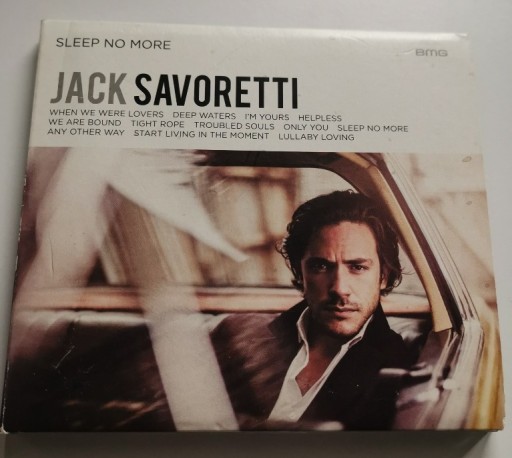 SLEEP NO MORE
BMG
JACK SAVORETTI
WHEN WE WERE LOVERS DEEP WATERS I'M YOURS HELPLESS
WE ARE BOUND TIGHT ROPE TROUBLED SOULS ONLY YOU SLEEP NO MORE
ANY OTHER WAY START LIVING IN THE MOMENT LULLABY LOVING